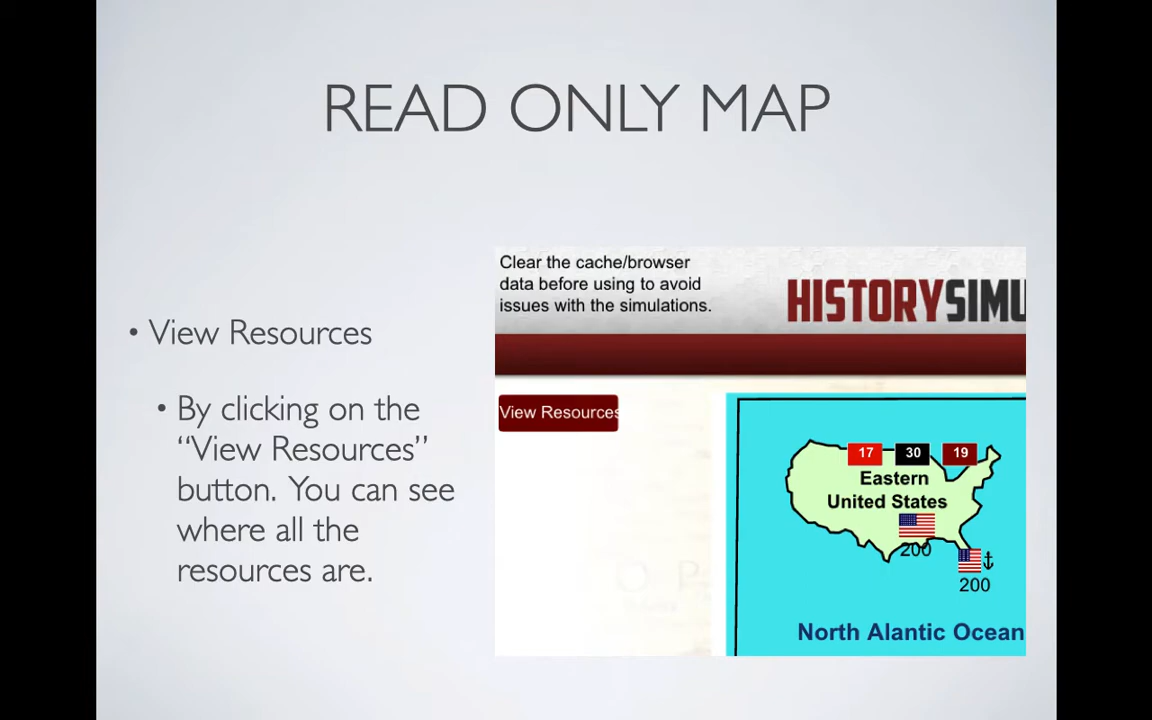 READ ONLY MAP
• View Resources
• By clicking on the
“View Resources”
button. You can see
where all the
resources are.
Clear the cache/browser
data before using to avoid
issues with the simulations.
HISTORYSIMU
View Resources
17 30 19
Eastern
United States
200
200
North Alantic Ocean